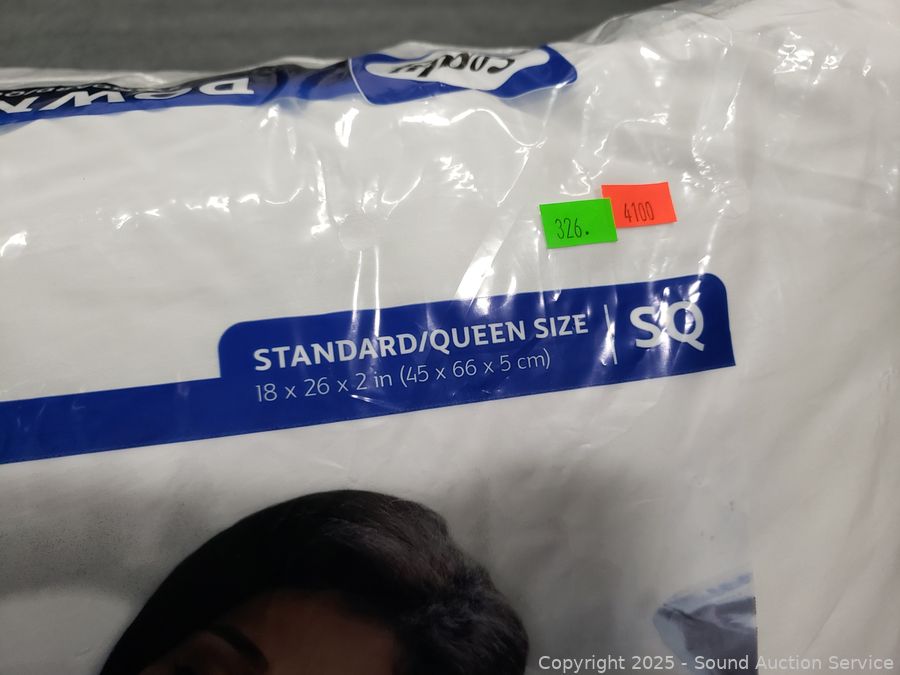 326.
4100
STANDARD/QUEEN SIZE
18 x 26 x 2 in (45 x 66 x 5 cm)
SQ
Copyright 2025 - Sound Auction Service